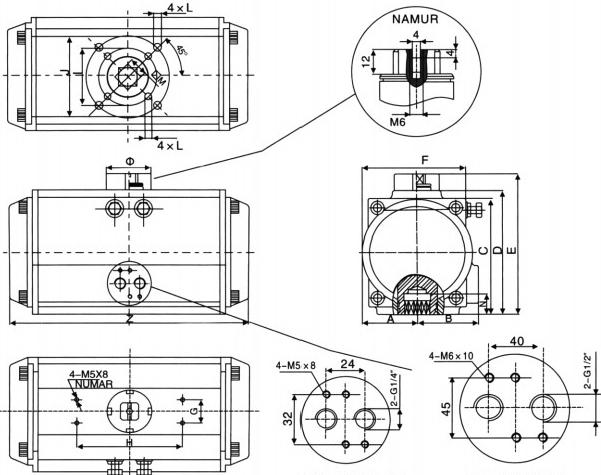 4×L
45°
J
I
M
4×L
NAMUR
4
12
4
M6
Φ
F
C
D
E
N
A
B
Z
4-M5X8
NUMAR
G
H
4-M5×8
24
2-G1/4"
32
4-M6×10
40
2-G1/2"
45